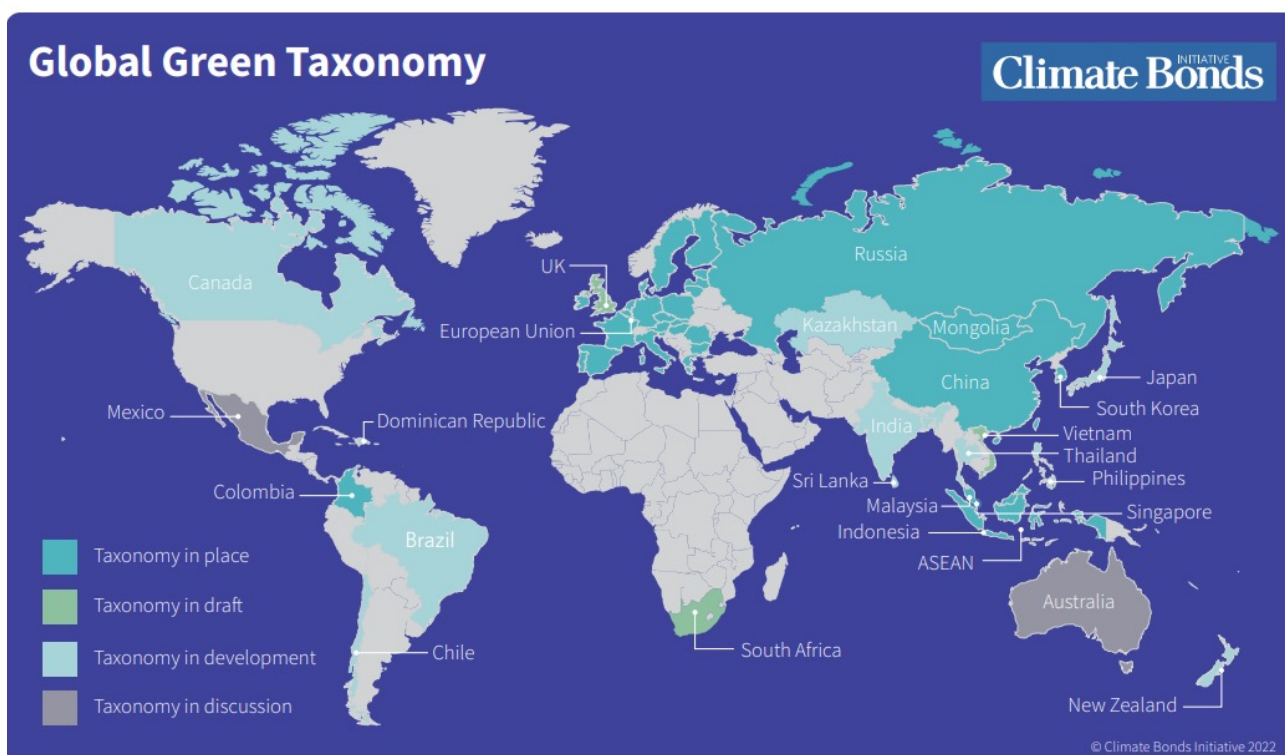 Global Green Taxonomy
INITIATIVE
Climate Bonds
Canada
UK
Russia
European Union
Kazakhstan
Mongolia
China
Japan
South Korea
Mexico
Dominican Republic
India
Vietnam
Thailand
Sri Lanka
Philippines
Colombia
Malaysia
Singapore
Indonesia
Brazil
ASEAN
Taxonomy in place
Taxonomy in draft
Australia
Taxonomy in development
Chile
South Africa
Taxonomy in discussion
New Zealand
© Climate Bonds Initiative 2022